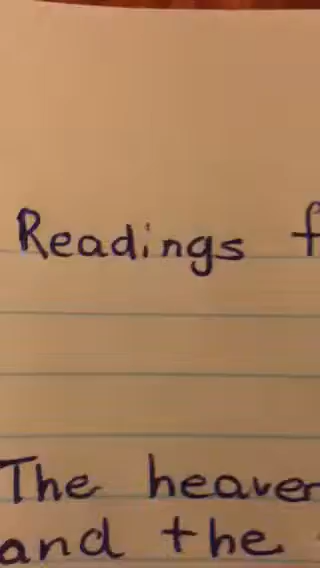 Readings f
The heaven
and the